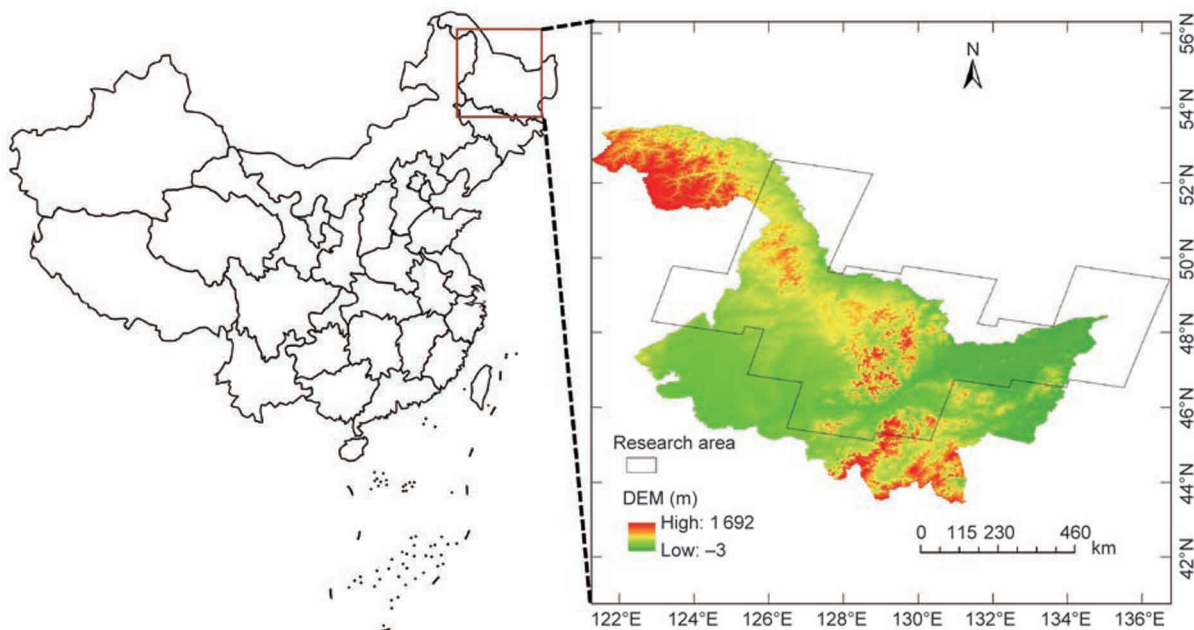 N
Research area
DEM (m)
High: 1 692
Low: –3
0 115 230 460
km
56°N
54°N
52°N
50°N
48°N
46°N
44°N
42°N
122°E 124°E 126°E 128°E 130°E 132°E 134°E 136°E